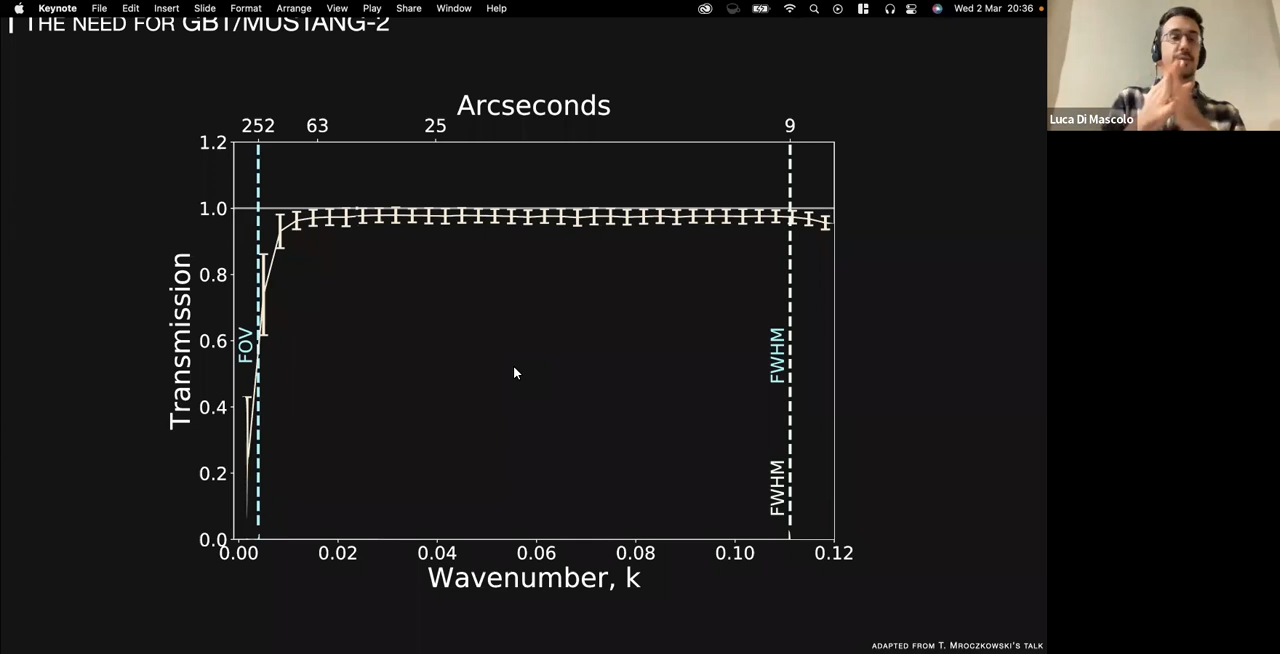 Keynote File Edit Insert Slide Format Arrange View Play Share Window Help Wed 2 Mar 20:36
| THE NEED FOR GBT/MUSTANG-2
Luca Di Mascolo
Arcseconds
252 63 25 9
1.2
1.0
0.8
0.6
0.4
0.2
0.0
Transmission
FOV
FWHM
FWHM
0.00 0.02 0.04 0.06 0.08 0.10 0.12
Wavenumber, k
ADAPTED FROM T. MROCZKOWSKI'S TALK